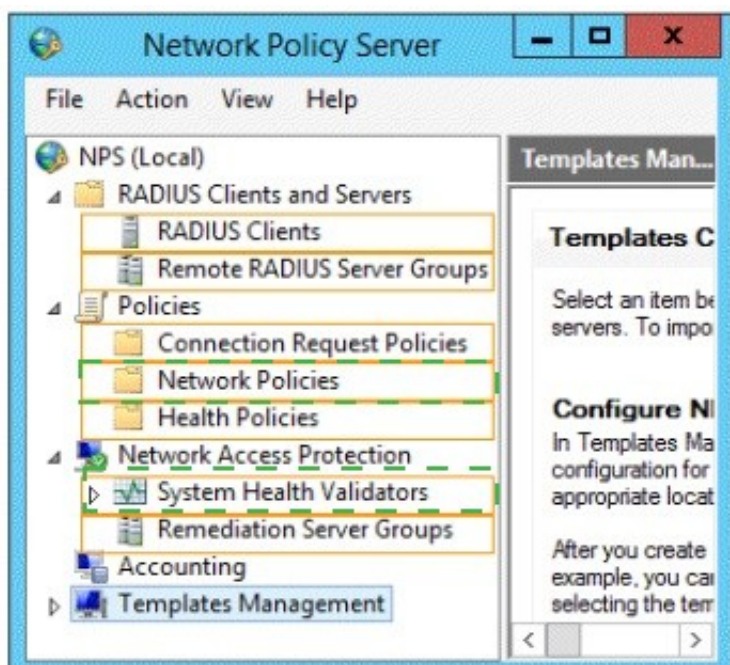 Network Policy Server
File Action View Help
NPS (Local)
RADIUS Clients and Servers
RADIUS Clients
Remote RADIUS Server Groups
Policies
Connection Request Policies
Network Policies
Health Policies
Network Access Protection
System Health Validators
Remediation Server Groups
Accounting
Templates Management
Templates Man...
Templates C
Select an item be
servers. To impo
Configure N
In Templates Ma
configuration for
appropriate locat
After you create
example, you ca
selecting the tem